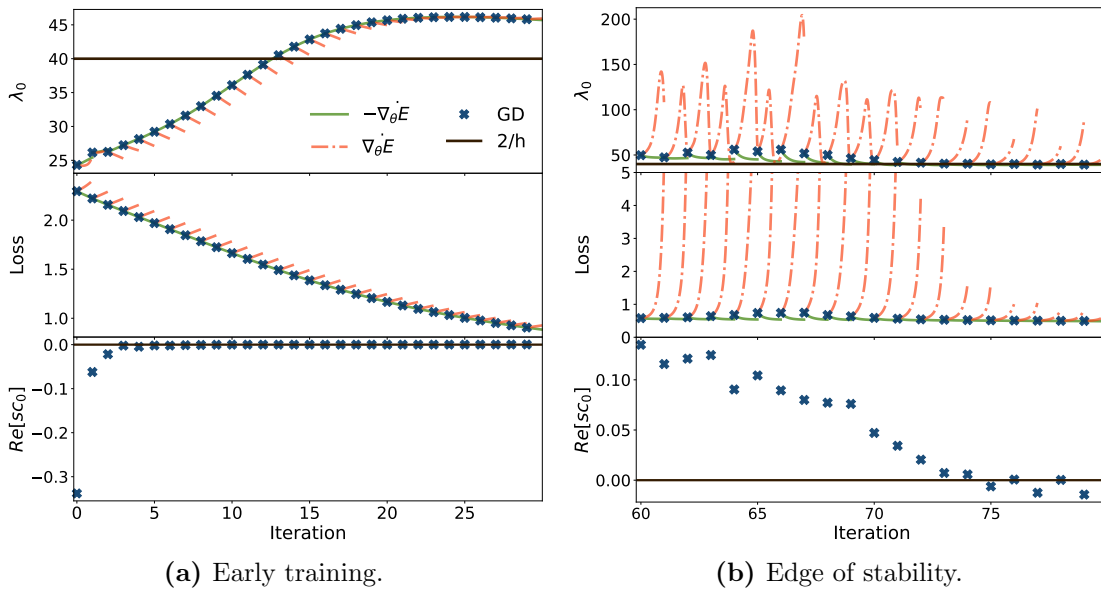 45
40
35
30
25
λ₀
−∇_θĖ
∇_θĖ
GD
2/h
2.0
1.5
1.0
Loss
0.0
−0.1
−0.2
−0.3
Re[sc₀]
0 5 10 15 20 25
Iteration
(a) Early training.
200
150
100
50
λ₀
5
4
3
2
1
0
Loss
0.10
0.05
0.00
Re[sc₀]
60 65 70 75
Iteration
(b) Edge of stability.